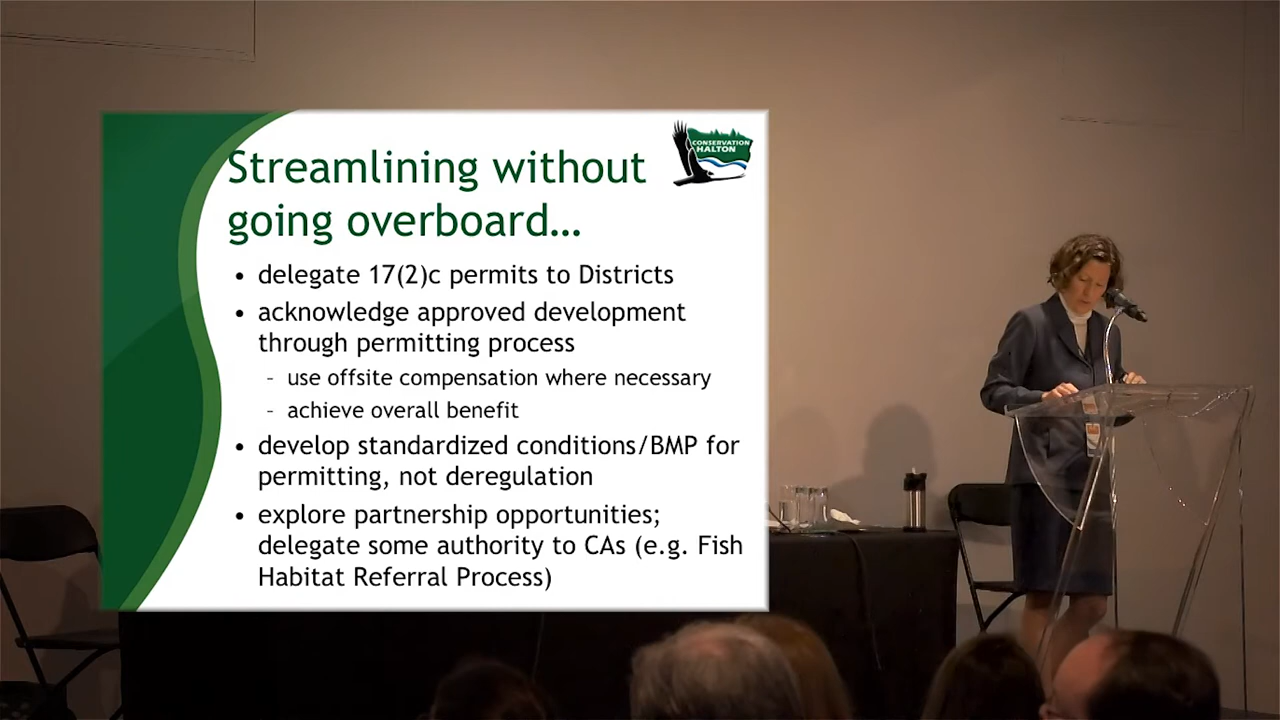 Streamlining without
going overboard...
CONSERVATION
HALTON
• delegate 17(2)c permits to Districts
• acknowledge approved development
through permitting process
- use offsite compensation where necessary
- achieve overall benefit
• develop standardized conditions/BMP for
permitting, not deregulation
• explore partnership opportunities;
delegate some authority to CAs (e.g. Fish
Habitat Referral Process)